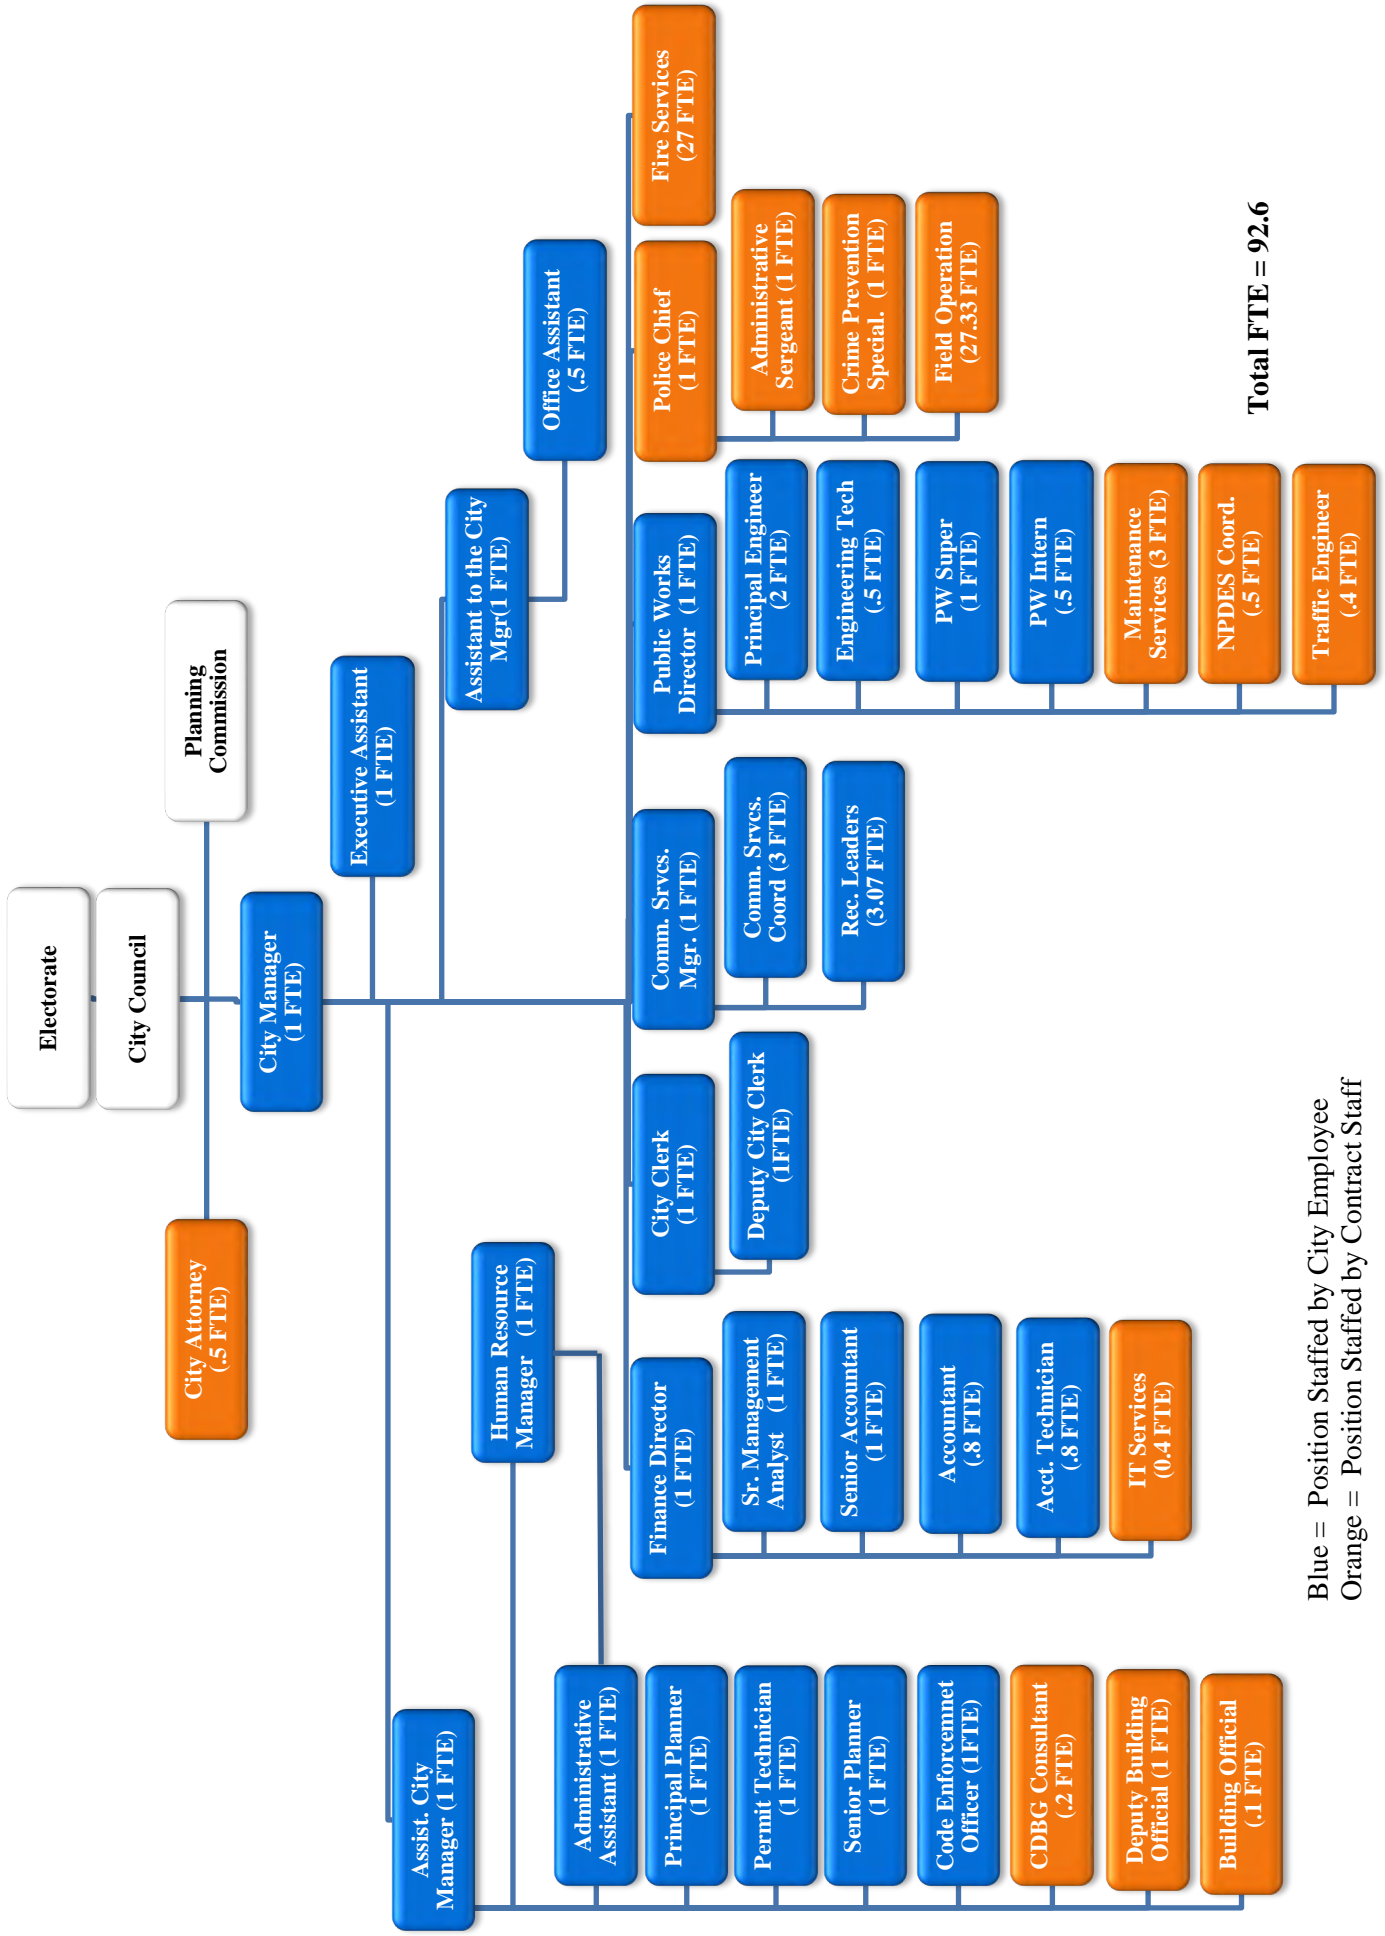 Electorate
City Council
City Attorney
(.5 FTE)
Planning
Commission
City Manager
(1 FTE)
Executive Assistant
(1 FTE)
Assist. City
Manager (1 FTE)
Assistant to the City
Mgr(1 FTE)
Human Resource
Manager (1 FTE)
Office Assistant
(.5 FTE)
Administrative
Assistant (1 FTE)
Principal Planner
(1 FTE)
Permit Technician
(1 FTE)
Senior Planner
(1 FTE)
Code Enforcemnet
Officer (1FTE)
CDBG Consultant
(.2 FTE)
Deputy Building
Official (1 FTE)
Building Official
(.1 FTE)
Finance Director
(1 FTE)
Sr. Management
Analyst (1 FTE)
Senior Accountant
(1 FTE)
Accountant
(.8 FTE)
Acct. Technician
(.8 FTE)
IT Services
(0.4 FTE)
City Clerk
(1 FTE)
Deputy City Clerk
(1FTE)
Comm. Srvcs.
Mgr. (1 FTE)
Comm. Srvcs.
Coord (3 FTE)
Rec. Leaders
(3.07 FTE)
Public Works
Director (1 FTE)
Principal Engineer
(2 FTE)
Engineering Tech
(.5 FTE)
PW Super
(1 FTE)
PW Intern
(.5 FTE)
Maintenance
Services (3 FTE)
NPDES Coord.
(.5 FTE)
Traffic Engineer
(.4 FTE)
Police Chief
(1 FTE)
Administrative
Sergeant (1 FTE)
Crime Prevention
Special. (1 FTE)
Field Operation
(27.33 FTE)
Fire Services
(27 FTE)
Total FTE = 92.6
Blue = Position Staffed by City Employee
Orange = Position Staffed by Contract Staff